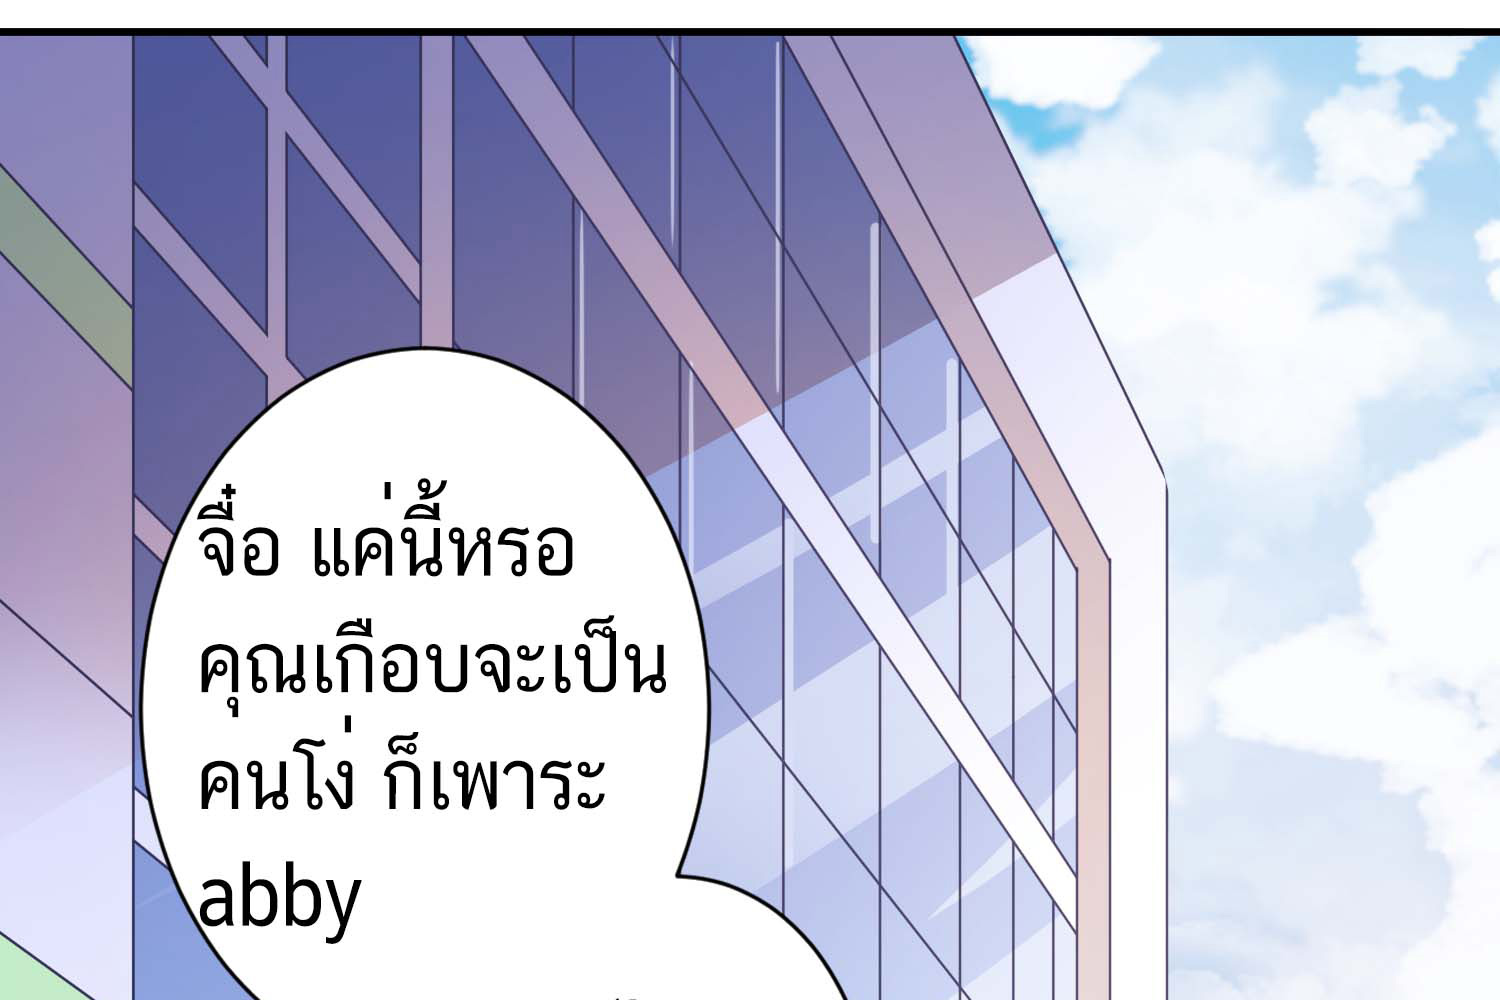 จื๋อ แค่นี้หรอ
คุณเกือบจะเป็น
คนโง่ ก็เพาระ
abby